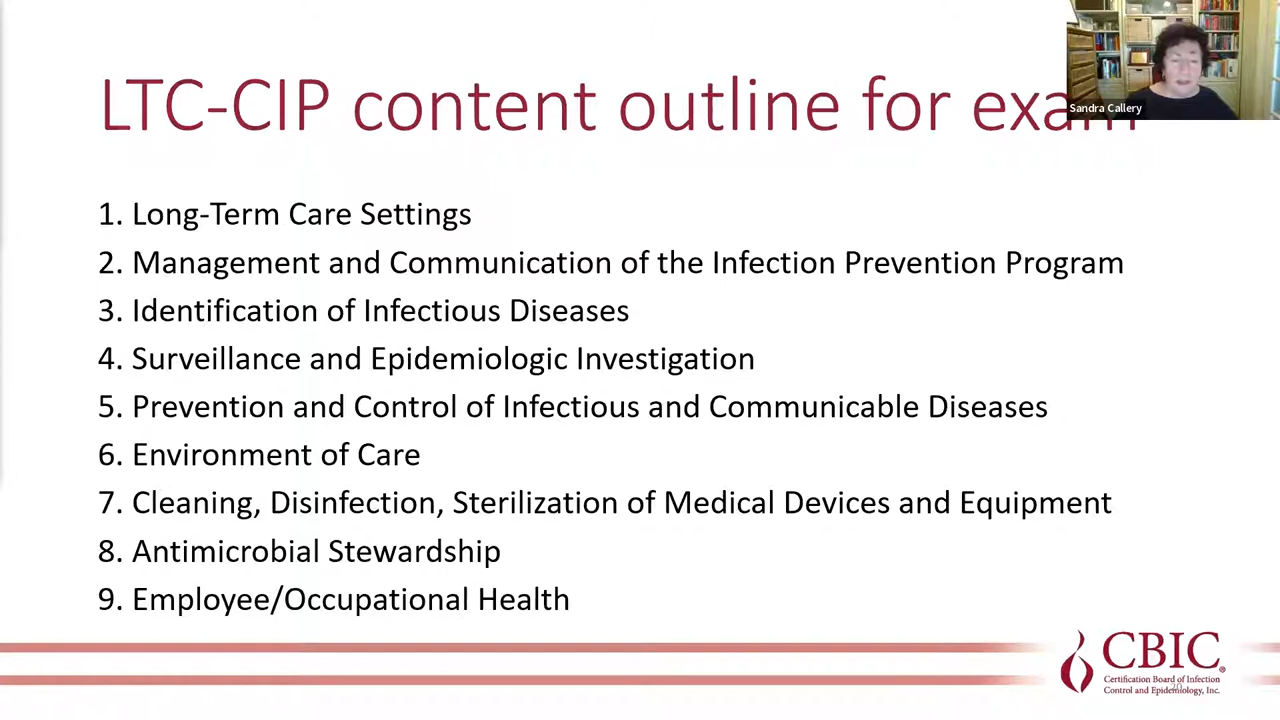 LTC-CIP content outline for exam
Sandra Callery
1. Long-Term Care Settings
2. Management and Communication of the Infection Prevention Program
3. Identification of Infectious Diseases
4. Surveillance and Epidemiologic Investigation
5. Prevention and Control of Infectious and Communicable Diseases
6. Environment of Care
7. Cleaning, Disinfection, Sterilization of Medical Devices and Equipment
8. Antimicrobial Stewardship
9. Employee/Occupational Health
CBIC®
Certification Board of Infection
Control and Epidemiology, Inc.